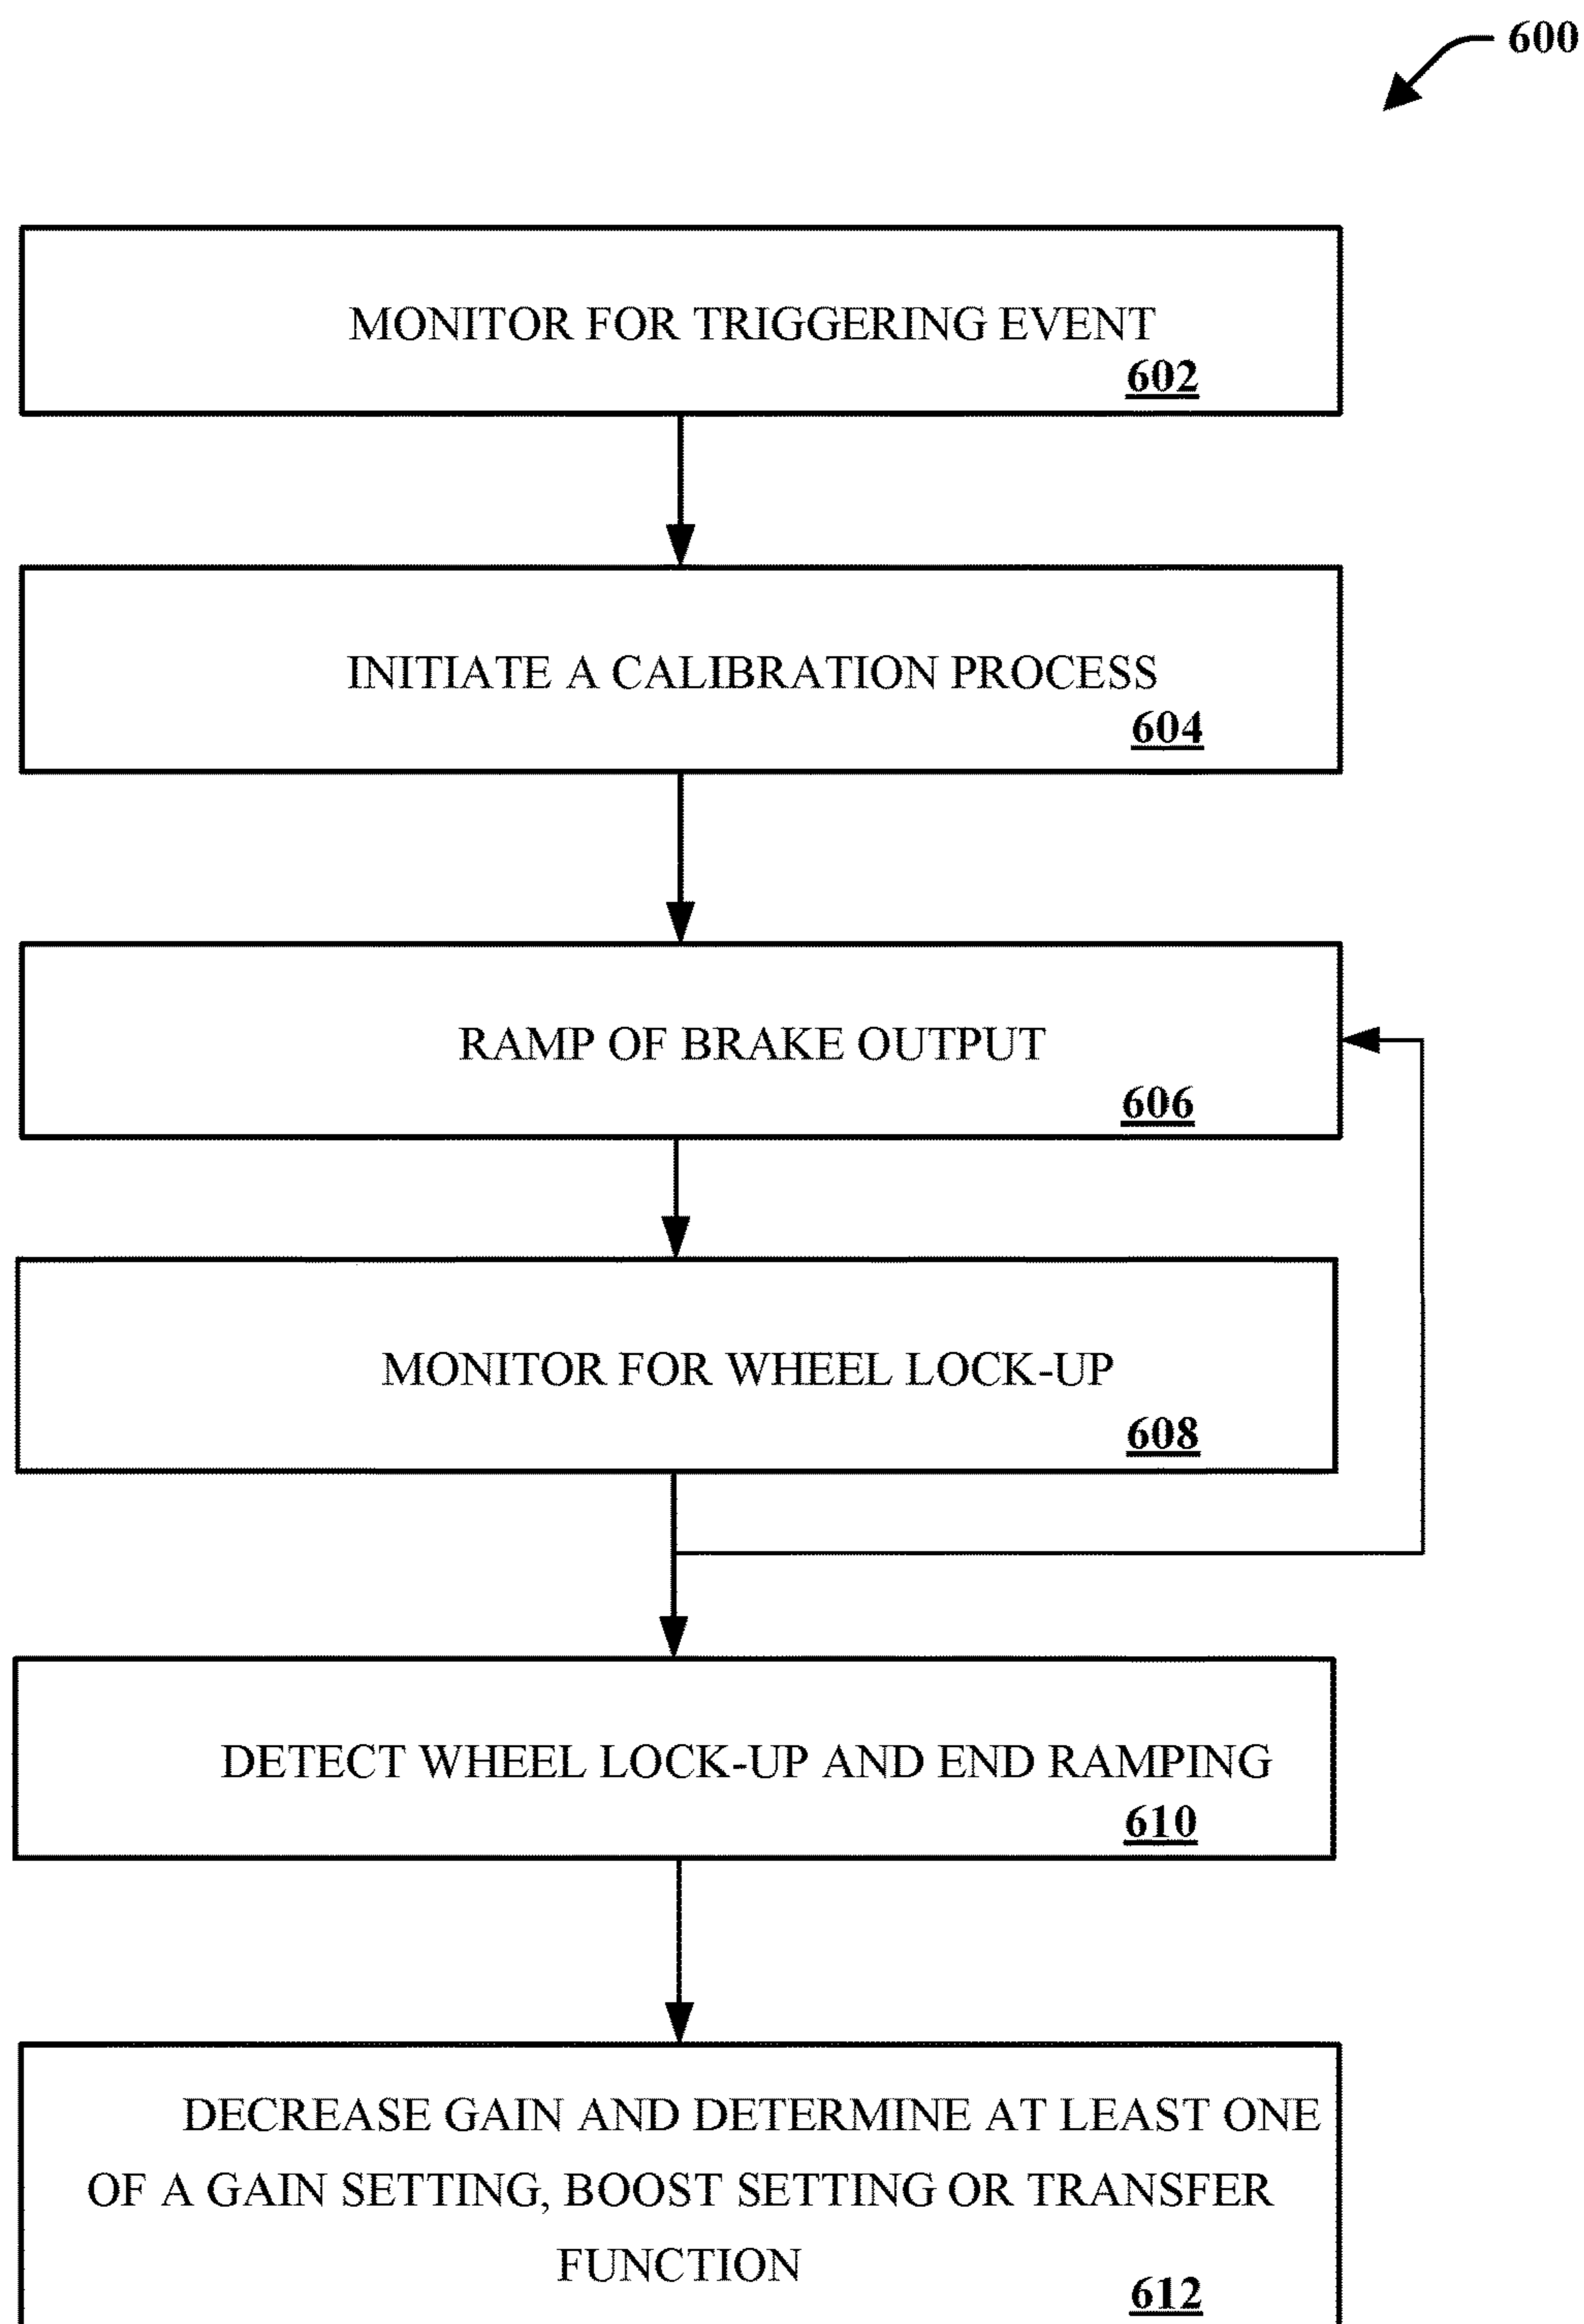 600
MONITOR FOR TRIGGERING EVENT
602
INITIATE A CALIBRATION PROCESS
604
RAMP OF BRAKE OUTPUT
606
MONITOR FOR WHEEL LOCK-UP
608
DETECT WHEEL LOCK-UP AND END RAMPING
610
DECREASE GAIN AND DETERMINE AT LEAST ONE
OF A GAIN SETTING, BOOST SETTING OR TRANSFER
FUNCTION
612